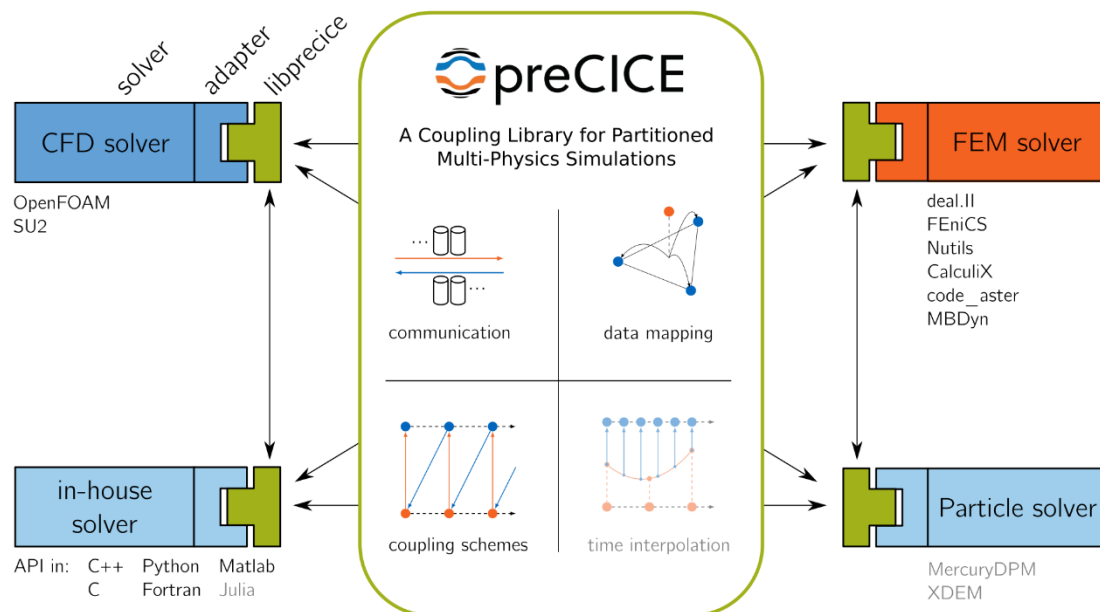 solver
adapter
libprecice
preCICE
A Coupling Library for Partitioned
Multi-Physics Simulations
CFD solver
OpenFOAM
SU2
FEM solver
deal.II
FEniCS
Nutils
CalculiX
code_aster
MBDyn
communication
data mapping
coupling schemes
time interpolation
in-house
solver
API in: C++ Python Matlab
C Fortran Julia
Particle solver
MercuryDPM
XDEM